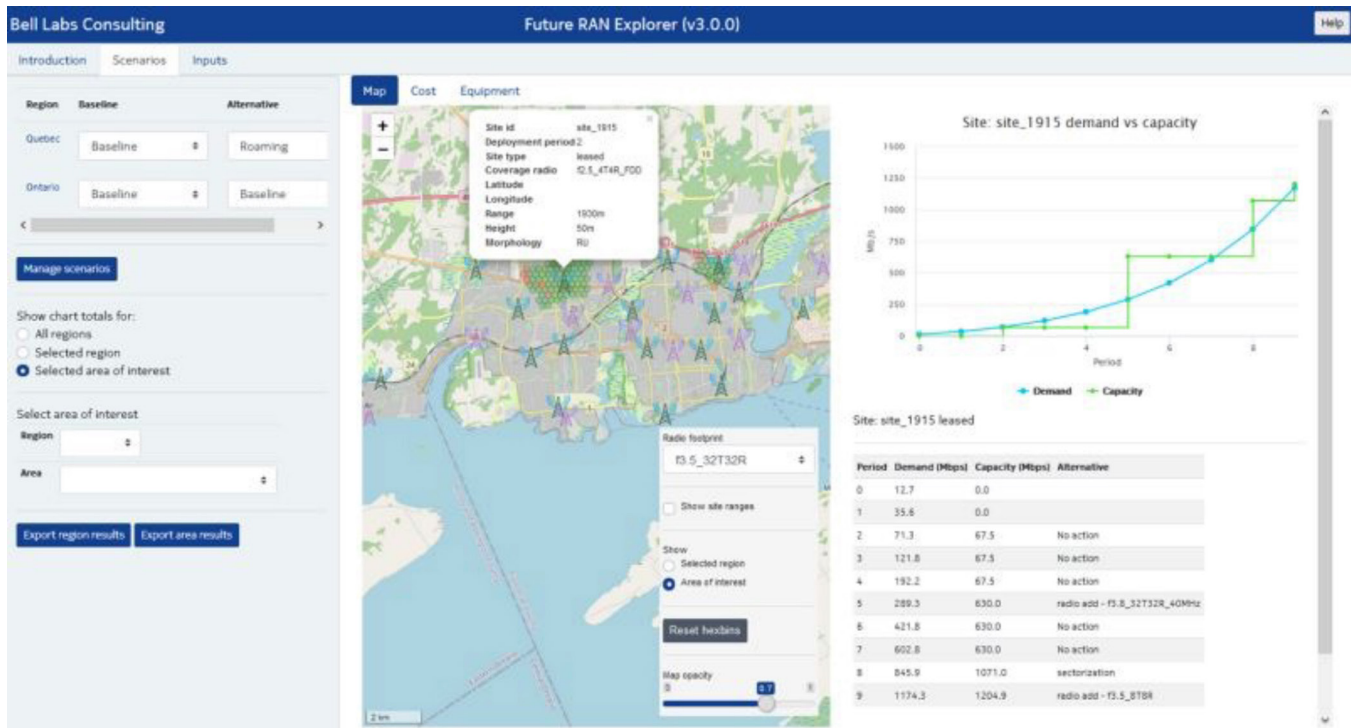 Bell Labs Consulting Future RAN Explorer (v3.0.0) Help
Introduction Scenarios Inputs
Region Baseline Alternative
Quebec Baseline Roaming
Ontario Baseline Baseline
Manage scenarios
Show chart totals for:
All regions
Selected region
Selected area of interest
Select area of interest
Region
Area
Export region results Export area results
Map Cost Equipment
+
−
Site id site_1915
Deployment period 2
Site type leased
Coverage radio f2.5_4T4R_FDD
Latitude
Longitude
Range 1930m
Height 50m
Morphology RU
Radio footprint
f3.5_32T32R
Show site ranges
Show
Selected region
Area of interest
Reset hexbins
Map opacity
0 0.7 1
2 km
Site: site_1915 demand vs capacity
1500
1250
1000
750
500
250
0
Mb/s
0 2 4 6 8
Period
Demand Capacity
Site: site_1915 leased
Period Demand (Mbps) Capacity (Mbps) Alternative
0 12.7 0.0
1 35.6 0.0
2 71.3 67.5 No action
3 121.8 67.5 No action
4 192.2 67.5 No action
5 289.3 630.0 radio add - f3.8_32T32R_40MHz
6 421.8 630.0 No action
7 602.8 630.0 No action
8 845.9 1071.0 sectorization
9 1174.3 1204.9 radio add - f3.5_8T8R